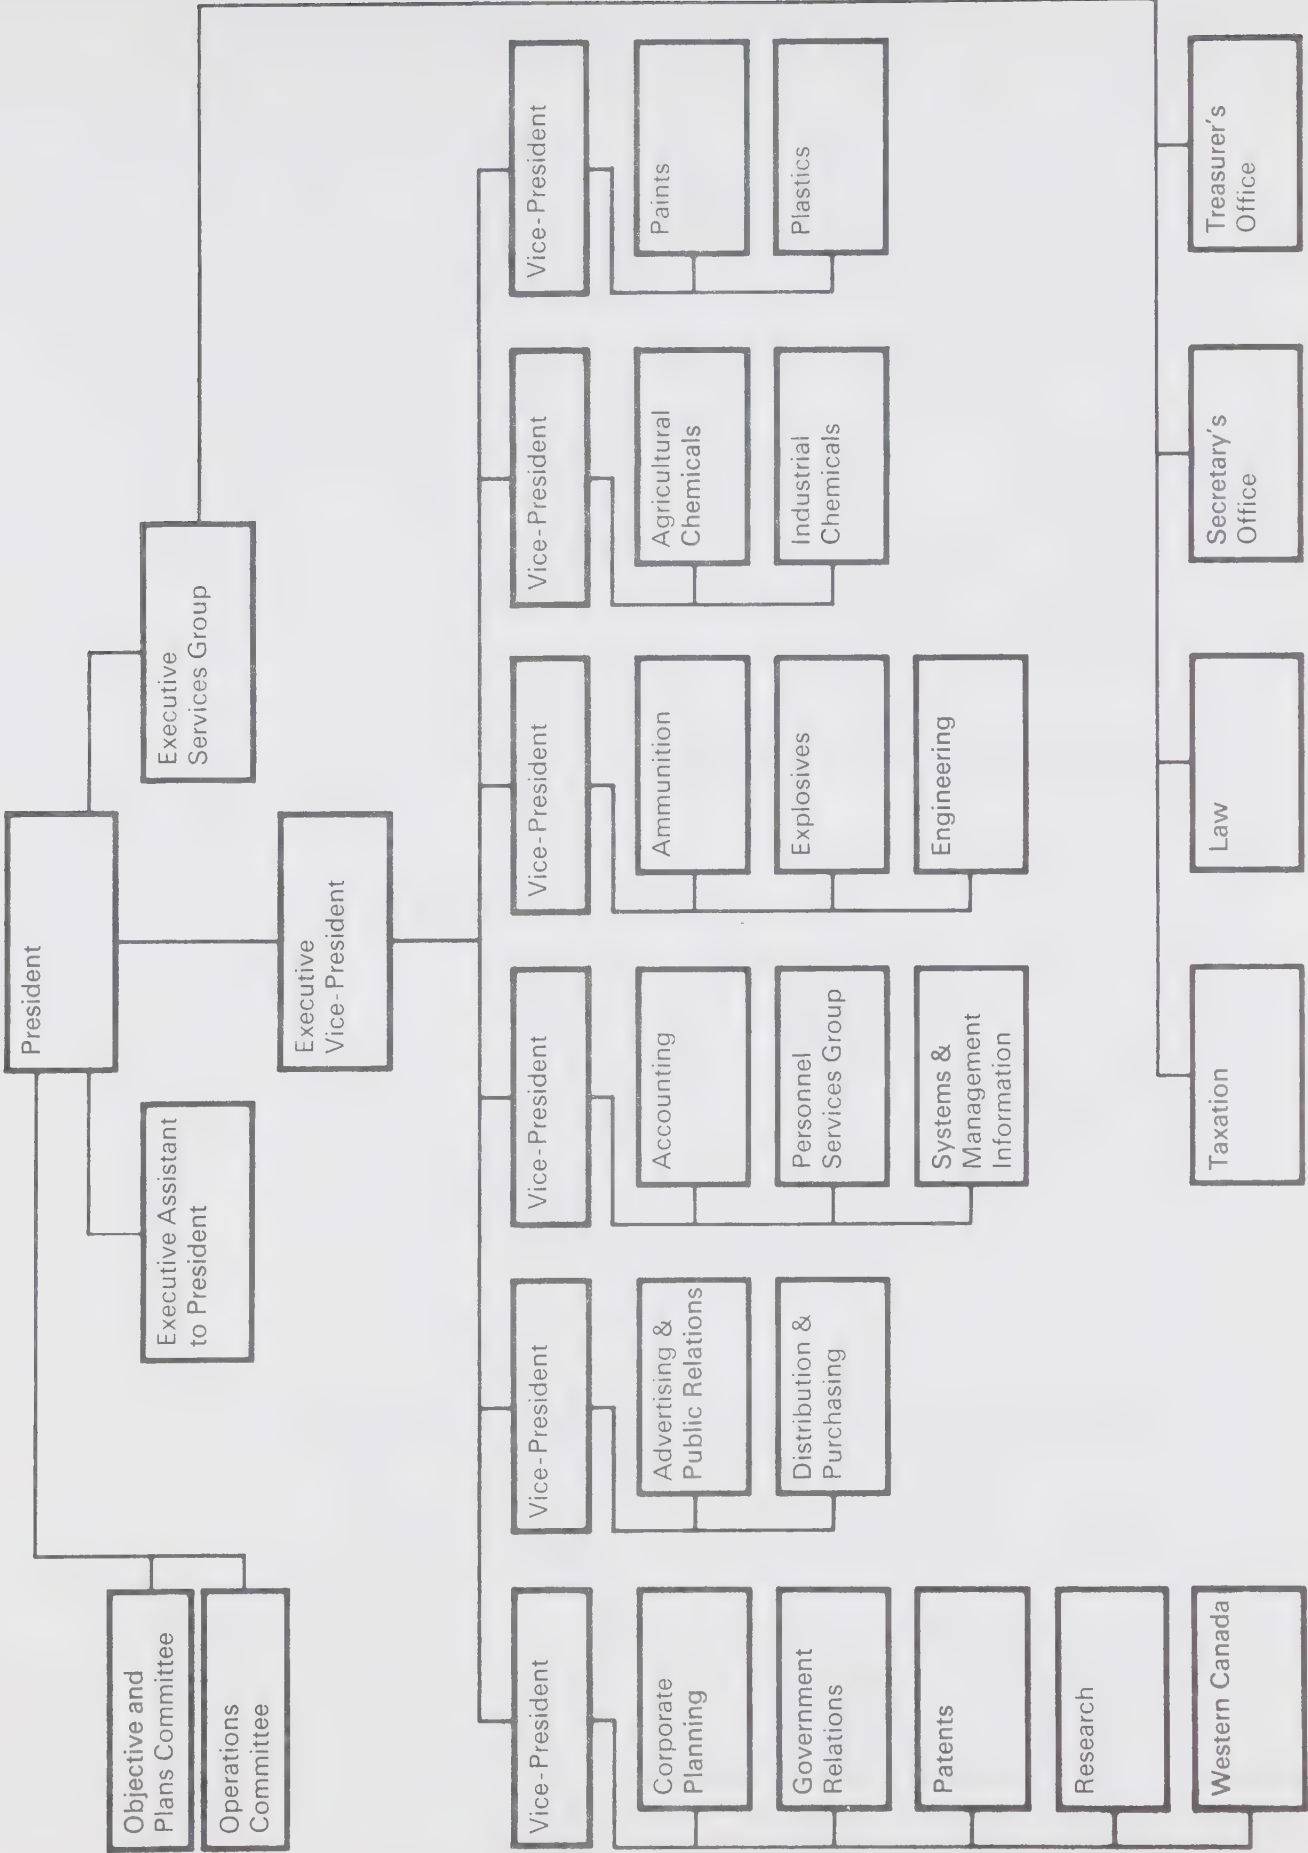 President
Executive Assistant
to President
Executive
Services Group
Objective and
Plans Committee
Operations
Committee
Executive
Vice-President
Vice-President
Corporate
Planning
Government
Relations
Patents
Research
Western Canada
Vice-President
Advertising &
Public Relations
Distribution &
Purchasing
Vice-President
Accounting
Personnel
Services Group
Systems &
Management
Information
Vice-President
Ammunition
Explosives
Engineering
Vice-President
Agricultural
Chemicals
Industrial
Chemicals
Vice-President
Paints
Plastics
Taxation
Law
Secretary's
Office
Treasurer's
Office